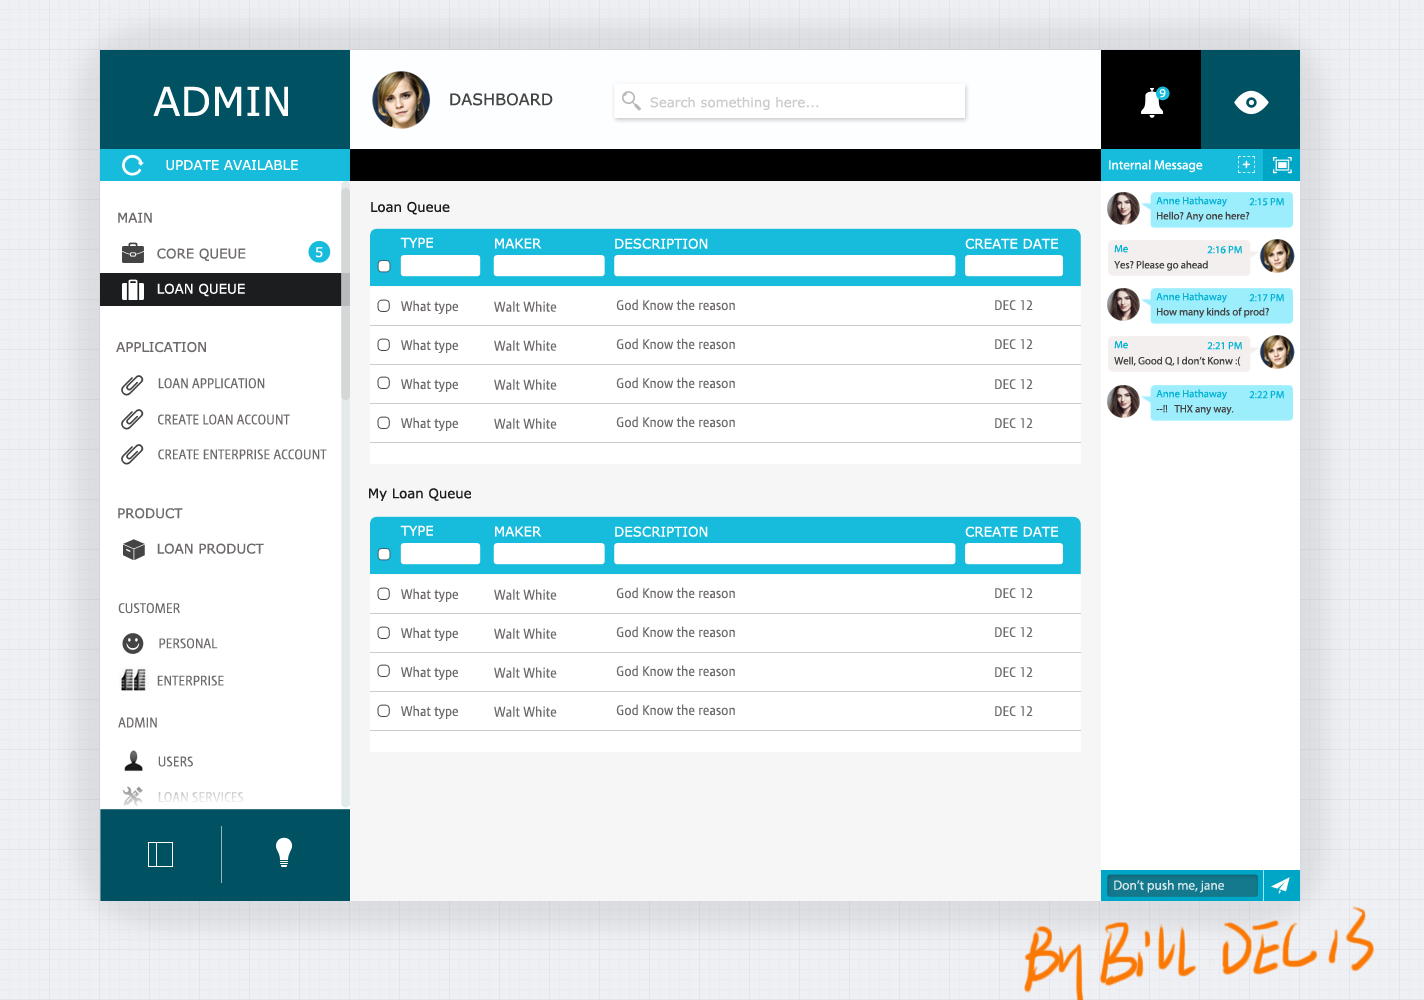 ADMIN
DASHBOARD
Search something here...
9
UPDATE AVAILABLE
MAIN
CORE QUEUE
5
LOAN QUEUE
APPLICATION
LOAN APPLICATION
CREATE LOAN ACCOUNT
CREATE ENTERPRISE ACCOUNT
PRODUCT
LOAN PRODUCT
CUSTOMER
PERSONAL
ENTERPRISE
ADMIN
USERS
LOAN SERVICES
Loan Queue
TYPE MAKER DESCRIPTION CREATE DATE
What type Walt White God Know the reason DEC 12
What type Walt White God Know the reason DEC 12
What type Walt White God Know the reason DEC 12
What type Walt White God Know the reason DEC 12
My Loan Queue
TYPE MAKER DESCRIPTION CREATE DATE
What type Walt White God Know the reason DEC 12
What type Walt White God Know the reason DEC 12
What type Walt White God Know the reason DEC 12
What type Walt White God Know the reason DEC 12
Internal Message
Anne Hathaway 2:15 PM
Hello? Any one here?
Me 2:16 PM
Yes? Please go ahead
Anne Hathaway 2:17 PM
How many kinds of prod?
Me 2:21 PM
Well, Good Q, I don't Konw :(
Anne Hathaway 2:22 PM
--!! THX any way.
Don't push me, jane
By Bill DEC 13